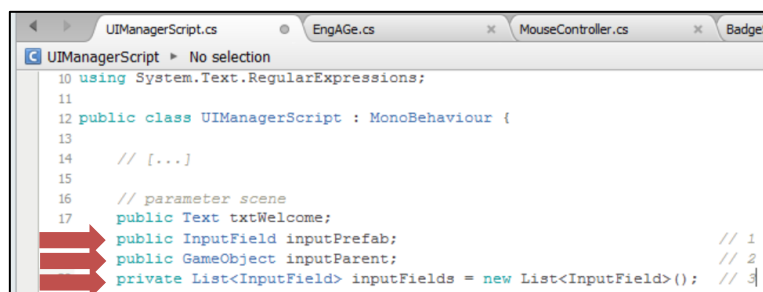 UIManagerScript.cs EngAGe.cs MouseController.cs Badge
C UIManagerScript ▸ No selection
10 using System.Text.RegularExpressions;
11
12 public class UIManagerScript : MonoBehaviour {
13
14 // [...]
15
16 // parameter scene
17 public Text txtWelcome;
public InputField inputPrefab; // 1
public GameObject inputParent; // 2
private List<InputField> inputFields = new List<InputField>(); // 3